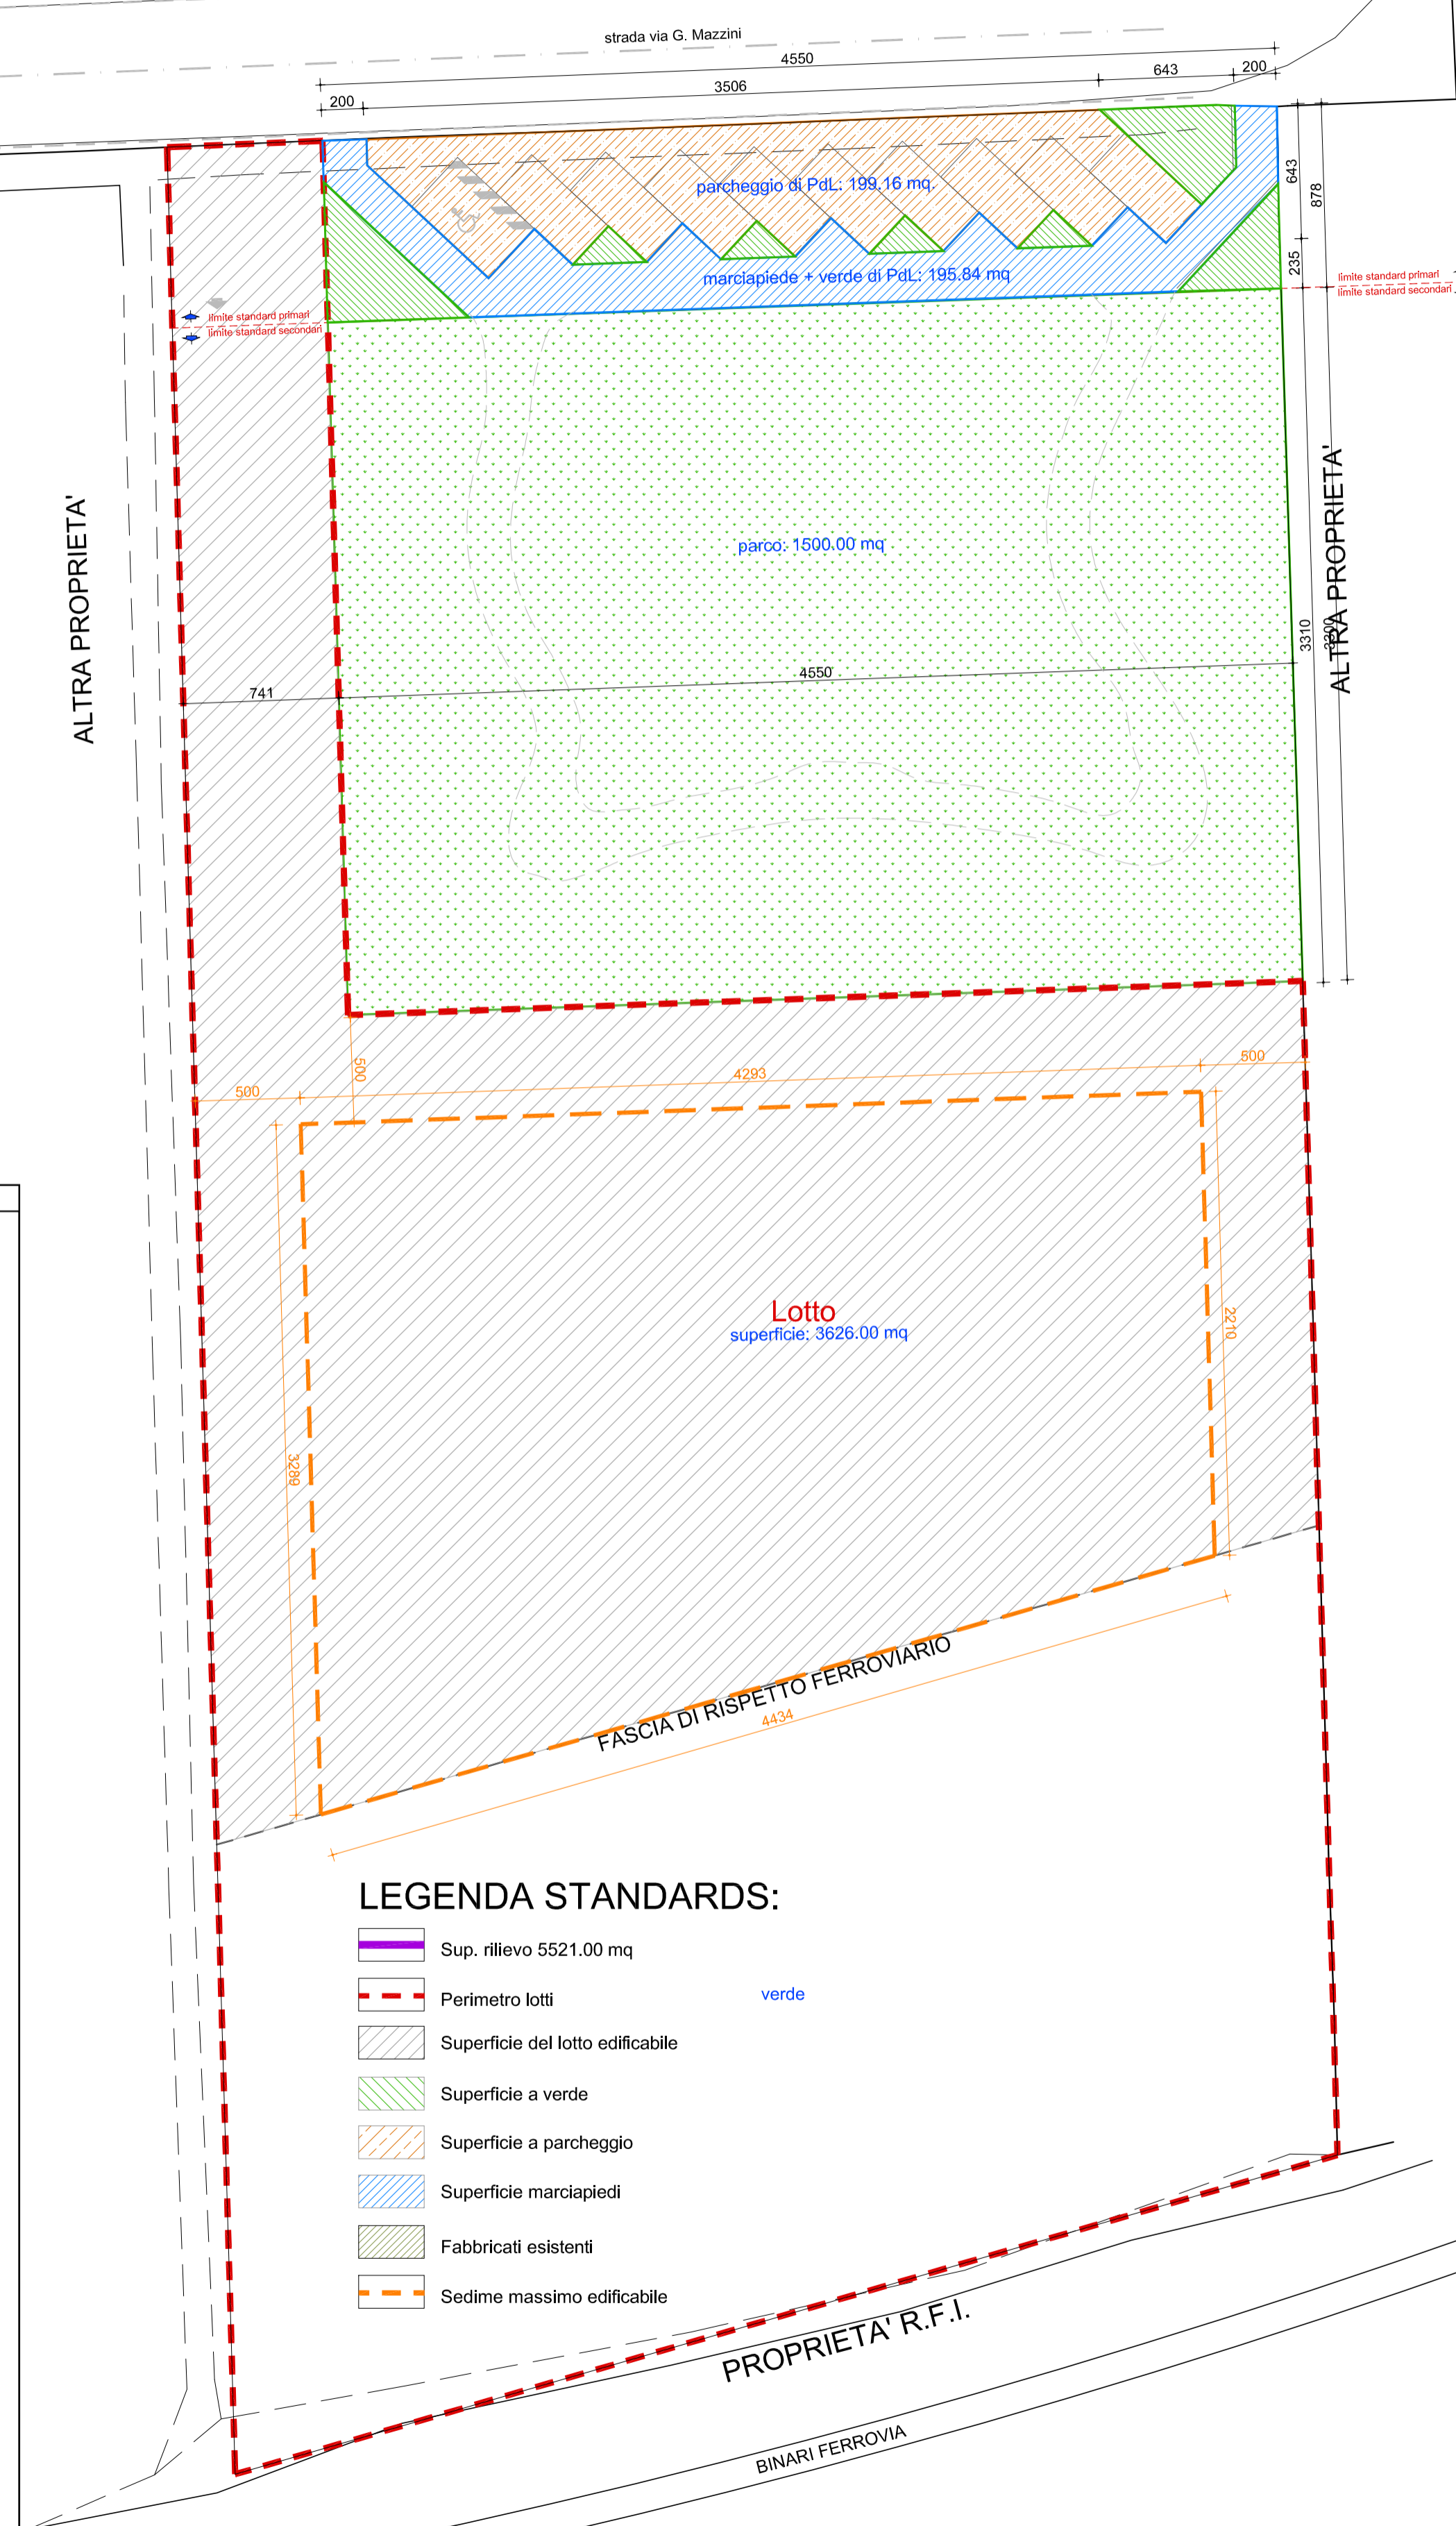 strada via G. Mazzini
4550
3506
643
200
200
parcheggio di PdL: 199.16 mq.
marciapiede + verde di PdL: 195.84 mq
643
878
235
limite standard primari
limite standard secondari
limite standard primari
limite standard secondari
ALTRA PROPRIETA'
parco: 1500.00 mq
ALTRA PROPRIETA'
3310
3300
741
4550
500
500
4293
500
Lotto
superficie: 3626.00 mq
2210
3289
FASCIA DI RISPETTO FERROVIARIO
4434
LEGENDA STANDARDS:
Sup. rilievo 5521.00 mq
Perimetro lotti
verde
Superficie del lotto edificabile
Superficie a verde
Superficie a parcheggio
Superficie marciapiedi
Fabbricati esistenti
Sedime massimo edificabile
PROPRIETA' R.F.I.
BINARI FERROVIA